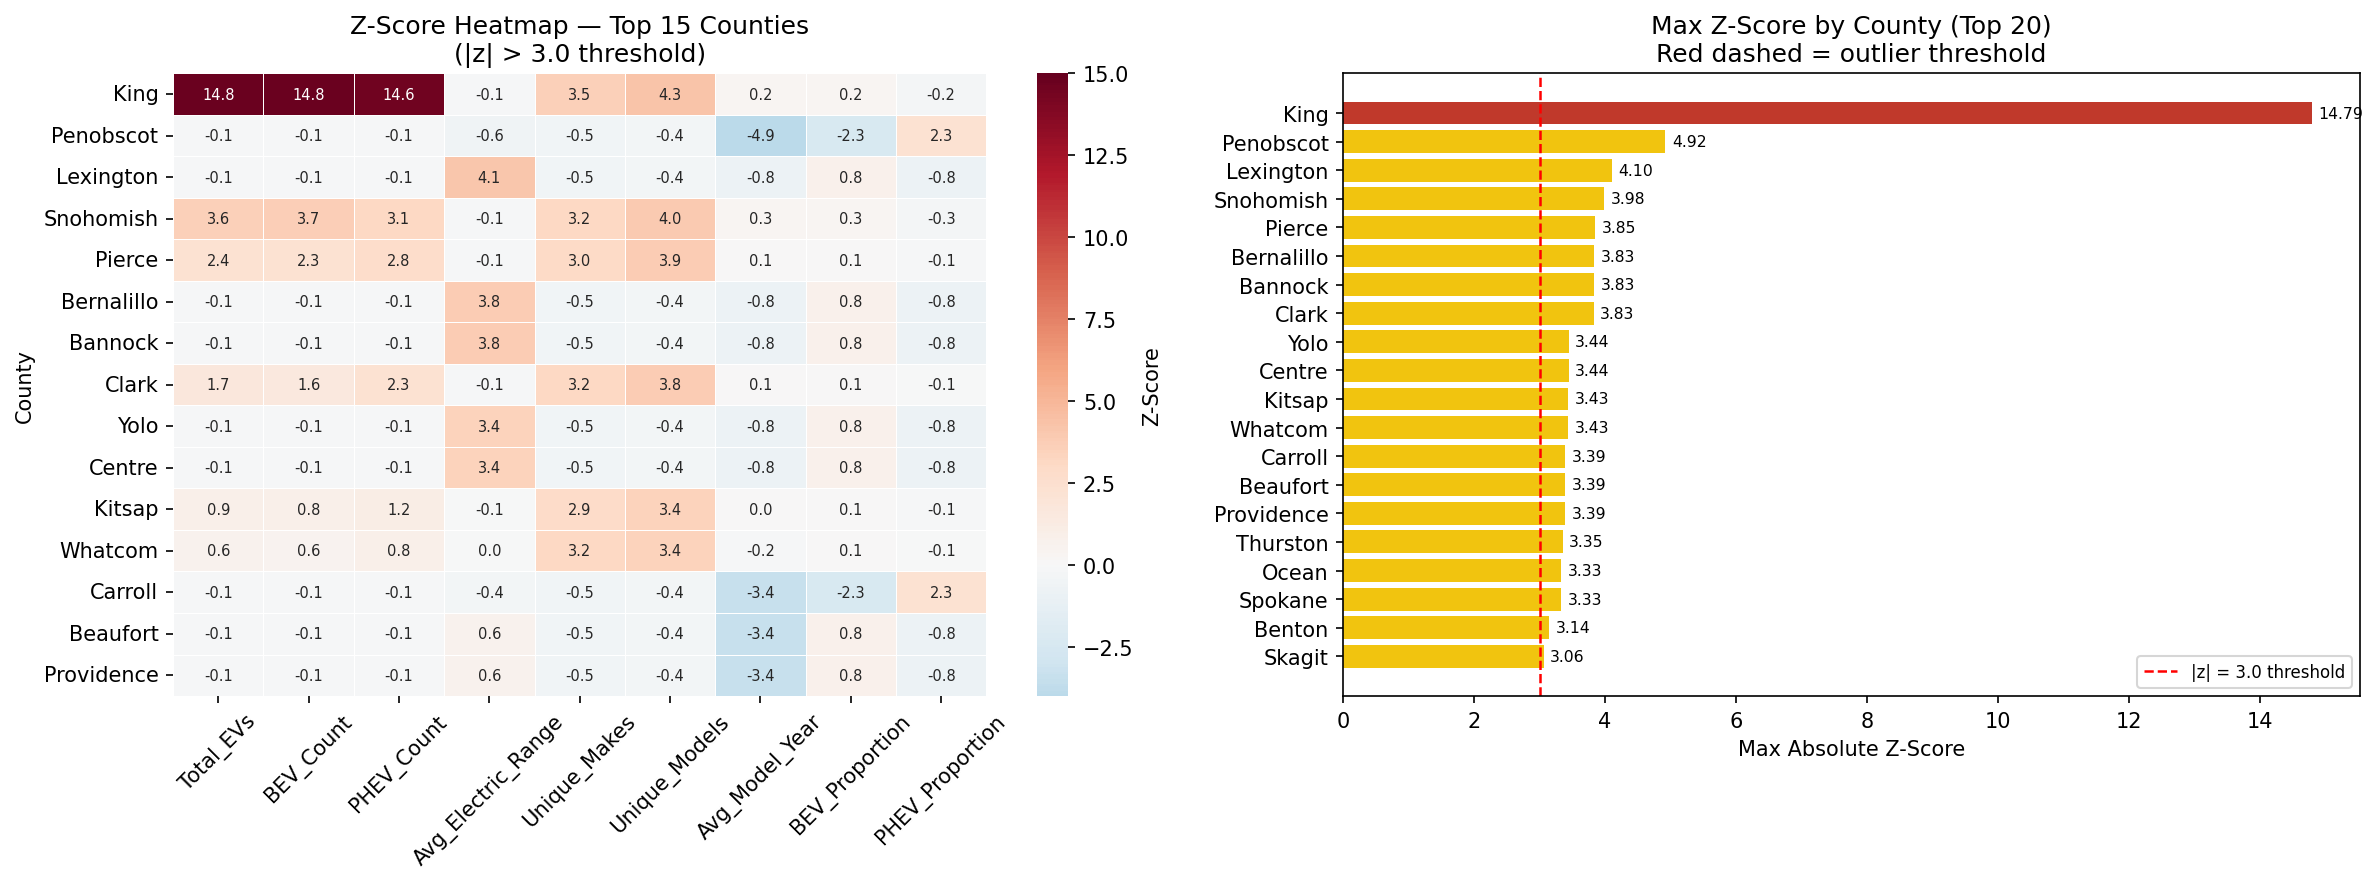 Z-Score Heatmap — Top 15 Counties
(|z| > 3.0 threshold)
County
King 14.8 14.8 14.6 -0.1 3.5 4.3 0.2 0.2 -0.2
Penobscot -0.1 -0.1 -0.1 -0.6 -0.5 -0.4 -4.9 -2.3 2.3
Lexington -0.1 -0.1 -0.1 4.1 -0.5 -0.4 -0.8 0.8 -0.8
Snohomish 3.6 3.7 3.1 -0.1 3.2 4.0 0.3 0.3 -0.3
Pierce 2.4 2.3 2.8 -0.1 3.0 3.9 0.1 0.1 -0.1
Bernalillo -0.1 -0.1 -0.1 3.8 -0.5 -0.4 -0.8 0.8 -0.8
Bannock -0.1 -0.1 -0.1 3.8 -0.5 -0.4 -0.8 0.8 -0.8
Clark 1.7 1.6 2.3 -0.1 3.2 3.8 0.1 0.1 -0.1
Yolo -0.1 -0.1 -0.1 3.4 -0.5 -0.4 -0.8 0.8 -0.8
Centre -0.1 -0.1 -0.1 3.4 -0.5 -0.4 -0.8 0.8 -0.8
Kitsap 0.9 0.8 1.2 -0.1 2.9 3.4 0.0 0.1 -0.1
Whatcom 0.6 0.6 0.8 0.0 3.2 3.4 -0.2 0.1 -0.1
Carroll -0.1 -0.1 -0.1 -0.4 -0.5 -0.4 -3.4 -2.3 2.3
Beaufort -0.1 -0.1 -0.1 0.6 -0.5 -0.4 -3.4 0.8 -0.8
Providence -0.1 -0.1 -0.1 0.6 -0.5 -0.4 -3.4 0.8 -0.8
Total_EVs BEV_Count PHEV_Count Avg_Electric_Range Unique_Makes Unique_Models Avg_Model_Year BEV_Proportion PHEV_Proportion
15.0
12.5
10.0
7.5
5.0
2.5
0.0
−2.5
Z-Score
Max Z-Score by County (Top 20)
Red dashed = outlier threshold
King 14.79
Penobscot 4.92
Lexington 4.10
Snohomish 3.98
Pierce 3.85
Bernalillo 3.83
Bannock 3.83
Clark 3.83
Yolo 3.44
Centre 3.44
Kitsap 3.43
Whatcom 3.43
Carroll 3.39
Beaufort 3.39
Providence 3.39
Thurston 3.35
Ocean 3.33
Spokane 3.33
Benton 3.14
Skagit 3.06
|z| = 3.0 threshold
0 2 4 6 8 10 12 14
Max Absolute Z-Score